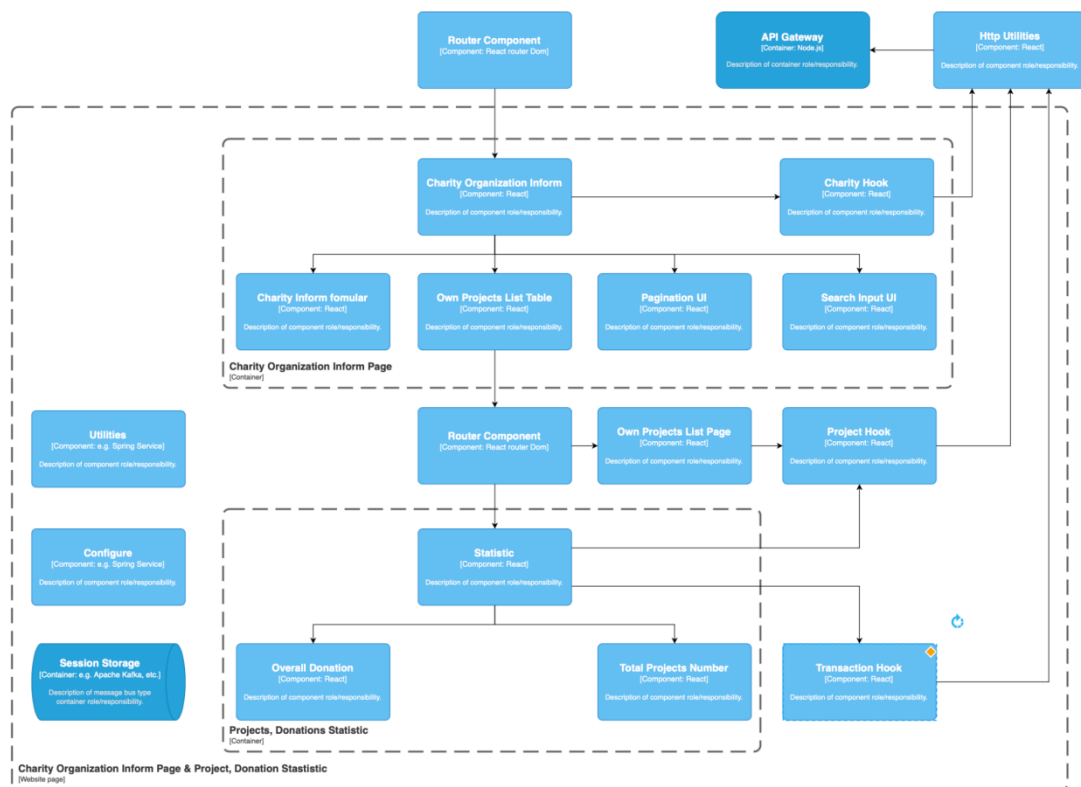 Router Component
[Component: React router Dom]
API Gateway
[Container: Node.js]
Description of container role/responsibility.
Http Utilities
[Component: React]
Description of component role/responsibility.
Charity Organization Inform
[Component: React]
Description of component role/responsibility.
Charity Hook
[Component: React]
Description of component role/responsibility.
Charity Inform fomular
[Component: React]
Description of component role/responsibility.
Own Projects List Table
[Component: React]
Description of component role/responsibility.
Pagination UI
[Component: React]
Description of component role/responsibility.
Search Input UI
[Component: React]
Description of component role/responsibility.
Charity Organization Inform Page
[Container]
Utilities
[Component: e.g. Spring Service]
Description of component role/responsibility.
Router Component
[Component: React router Dom]
Own Projects List Page
[Component: React]
Description of component role/responsibility.
Project Hook
[Component: React]
Description of component role/responsibility.
Configure
[Component: e.g. Spring Service]
Description of component role/responsibility.
Statistic
[Component: React]
Description of component role/responsibility.
Session Storage
[Container: e.g. Apache Kafka, etc.]
Description of message bus type
container role/responsibility.
Overall Donation
[Component: React]
Description of component role/responsibility.
Total Projects Number
[Component: React]
Description of component role/responsibility.
Transaction Hook
[Component: React]
Description of component role/responsibility.
Projects, Donations Statistic
[Container]
Charity Organization Inform Page & Project, Donation Stastistic
[Website page]